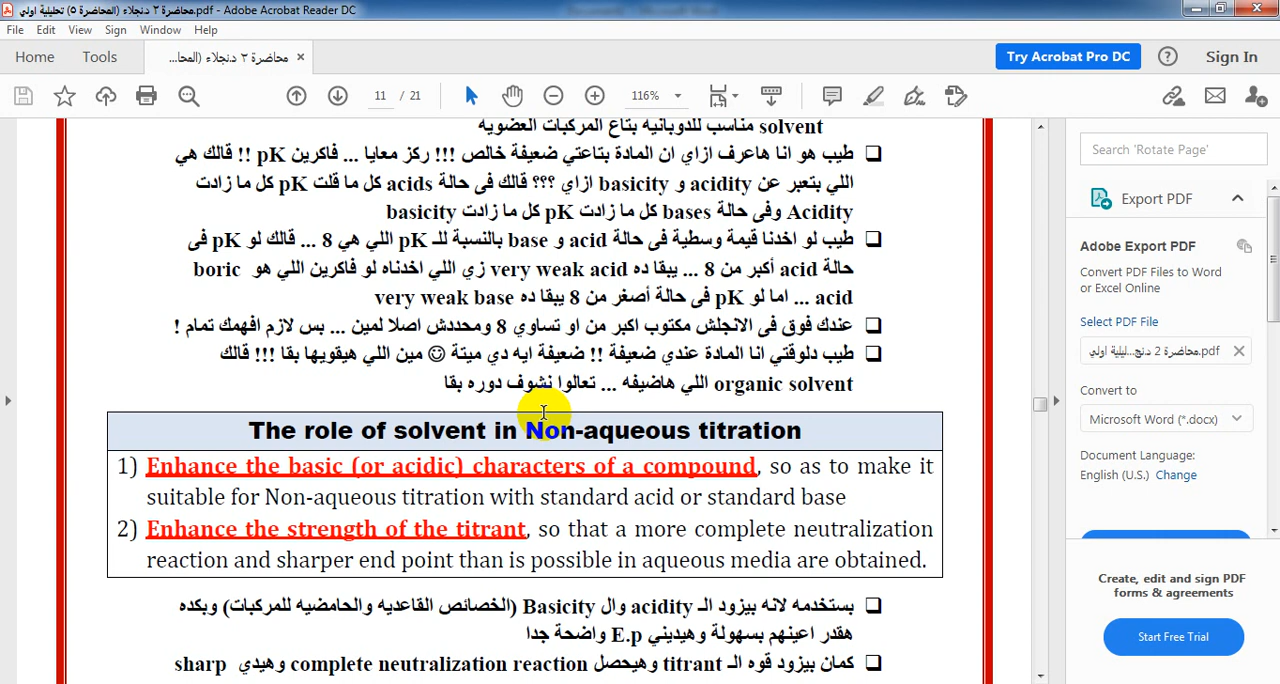 محاضرة ٢ د.نجلاء (المحاضرة ٥) تحليلية اولي.pdf - Adobe Acrobat Reader DC
File Edit View Sign Window Help
Home Tools محاضرة ٣ د.نجلاء (المحا... × Try Acrobat Pro DC Sign In
11 / 21 116%
solvent مناسب للدوبانيه بتاع المركبات العضويه
❑ طيب هو انا هاعرف ازاي ان المادة بتاعتي ضعيفة خالص !!! ركز معايا ... فاكرين pK !! قالك هي
اللي بتعبر عن acidity و basicity ازاي ؟؟؟ قالك فى حالة acids كل ما قلت pK كل ما زادت
Acidity وفى حالة bases كل ما زادت pK كل ما زادت basicity
❑ طيب لو اخدنا قيمة وسطية فى حالة acid و base بالنسبة للـ pK اللي هي 8 ... قالك لو pK فى
حالة acid أكبر من 8 ... يبقا ده very weak acid زي اللي اخدناه لو فاكرين اللي هو boric
acid ... اما لو pK فى حالة أصغر من 8 يبقا ده very weak base
❑ عندك فوق فى الانجلش مكتوب اكبر من او تساوي 8 ومحددش اصلا لمين ... بس لازم افهمك تمام !
❑ طيب دلوقتي انا المادة عندي ضعيفة !! ضعيفة ايه دي ميتة ☺ مين اللي هيقويها بقا !!! قالك
organic solvent اللي هاضيفه ... تعالوا نشوف دوره بقا
The role of solvent in Non-aqueous titration
1) Enhance the basic (or acidic) characters of a compound, so as to make it
suitable for Non-aqueous titration with standard acid or standard base
2) Enhance the strength of the titrant, so that a more complete neutralization
reaction and sharper end point than is possible in aqueous media are obtained.
❑ بستخدمه لانه بيزود الـ acidity وال Basicity (الخصائص القاعديه والحامضيه للمركبات) وبكده
هقدر اعينهم بسهولة وهيديني E.p واضحة جدا
❑ كمان بيزود قوه الـ titrant وهيحصل complete neutralization reaction وهيدي sharp
Search 'Rotate Page'
Export PDF
Adobe Export PDF
Convert PDF Files to Word
or Excel Online
Select PDF File
محاضرة 2 د.نج...ليلية اولي.pdf
Convert to
Microsoft Word (*.docx)
Document Language:
English (U.S.) Change
Create, edit and sign PDF
forms & agreements
Start Free Trial